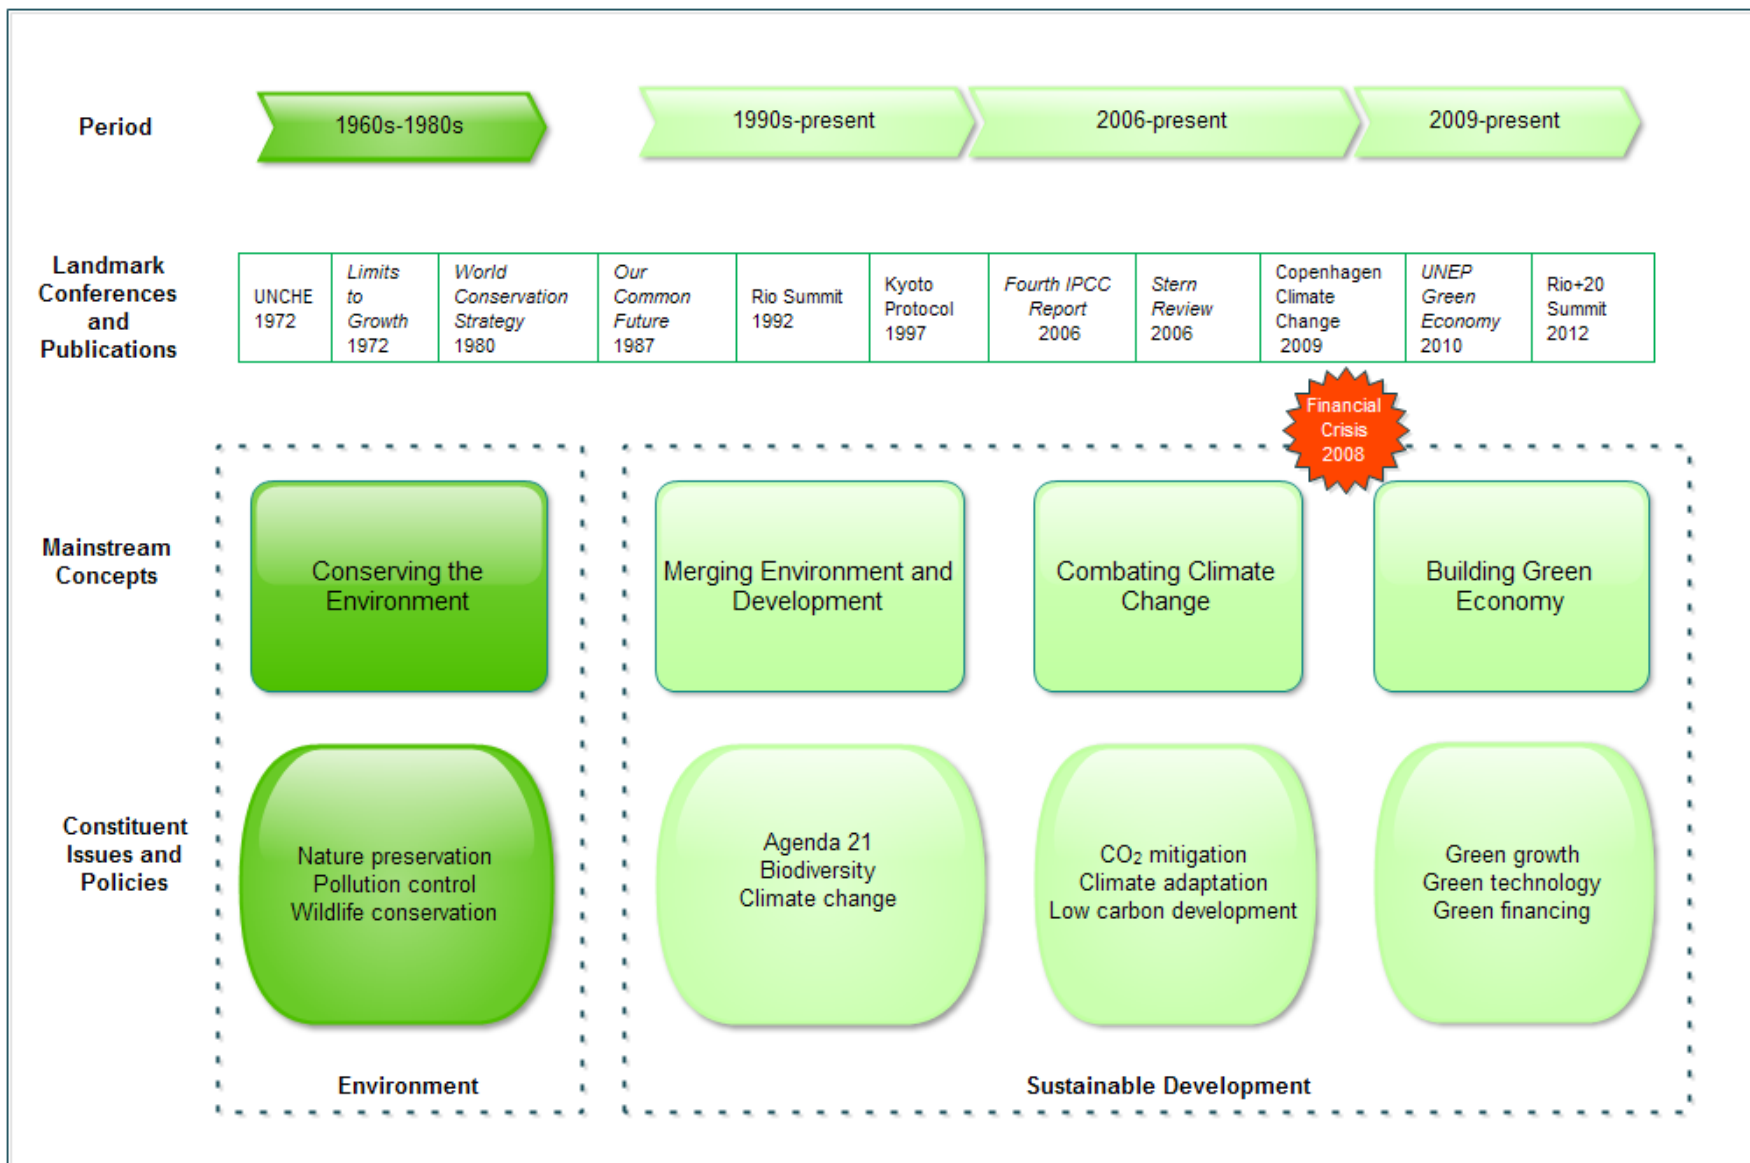 Period
1960s-1980s
1990s-present
2006-present
2009-present
Landmark
Conferences
and
Publications
UNCHE
1972
Limits
to
Growth
1972
World
Conservation
Strategy
1980
Our
Common
Future
1987
Rio Summit
1992
Kyoto
Protocol
1997
Fourth IPCC
Report
2006
Stern
Review
2006
Copenhagen
Climate
Change
2009
UNEP
Green
Economy
2010
Rio+20
Summit
2012
Financial
Crisis
2008
Mainstream
Concepts
Conserving the
Environment
Merging Environment and
Development
Combating Climate
Change
Building Green
Economy
Constituent
Issues and
Policies
Nature preservation
Pollution control
Wildlife conservation
Agenda 21
Biodiversity
Climate change
CO₂ mitigation
Climate adaptation
Low carbon development
Green growth
Green technology
Green financing
Environment
Sustainable Development